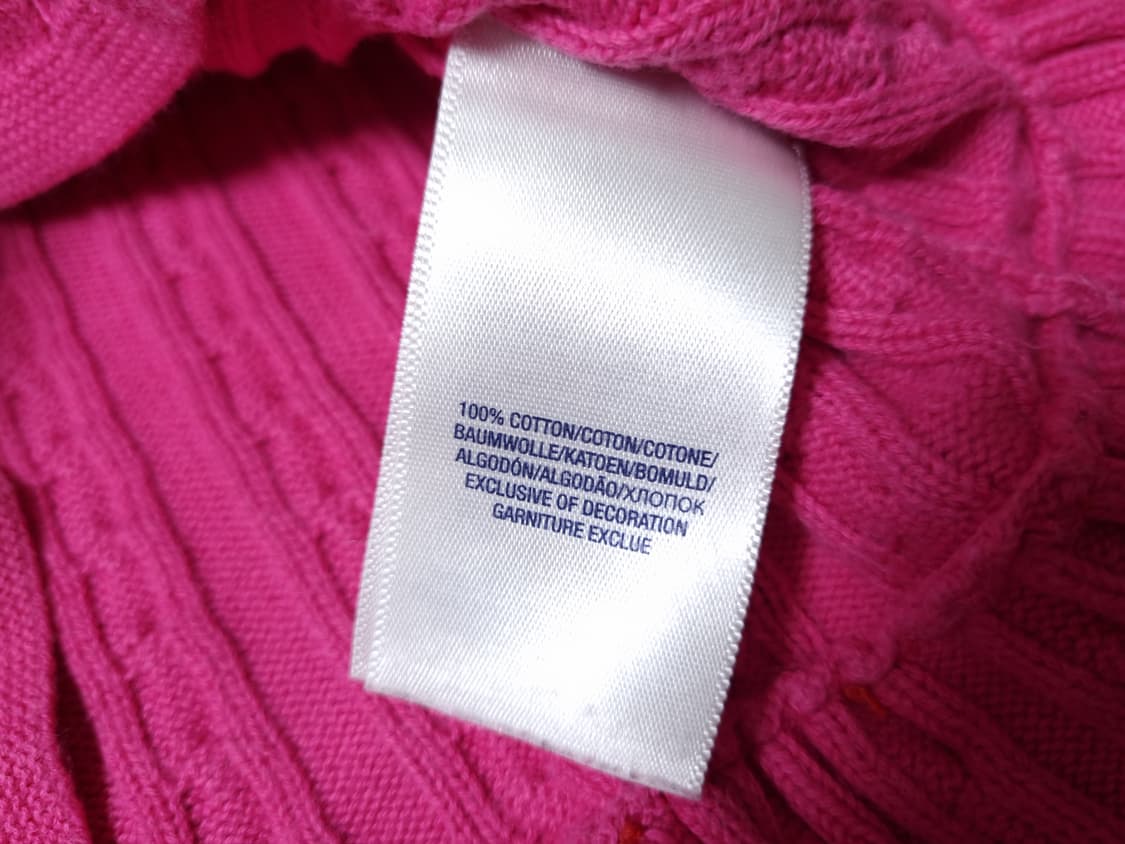 100% COTTON/COTON/COTONE/
BAUMWOLLE/KATOEN/BOMULD/
ALGODÓN/ALGODÃO/ХЛОПОК
EXCLUSIVE OF DECORATION
GARNITURE EXCLUE